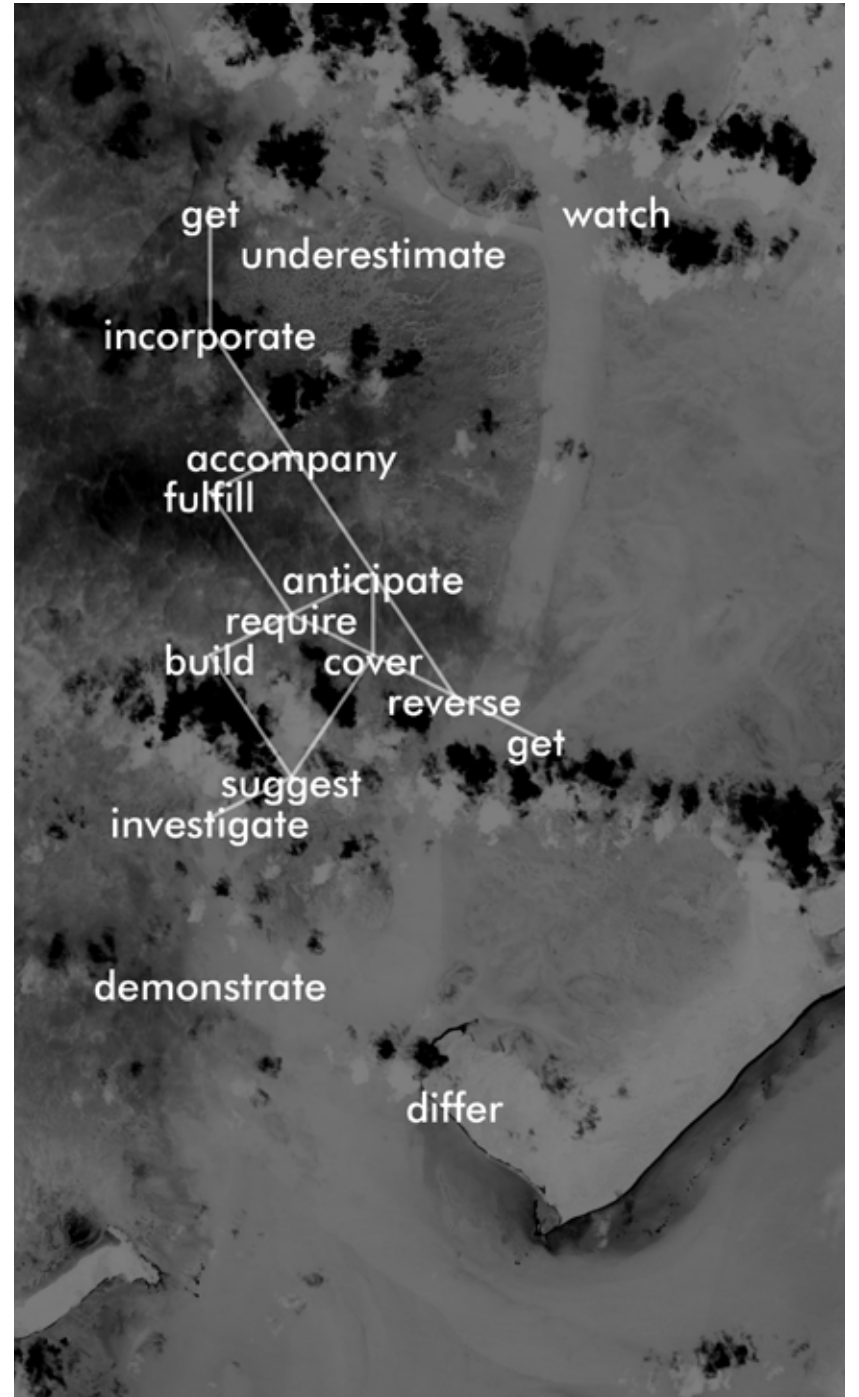 get
watch
underestimate
incorporate
accompany
fulfill
anticipate
require
build
cover
reverse
get
suggest
investigate
demonstrate
differ